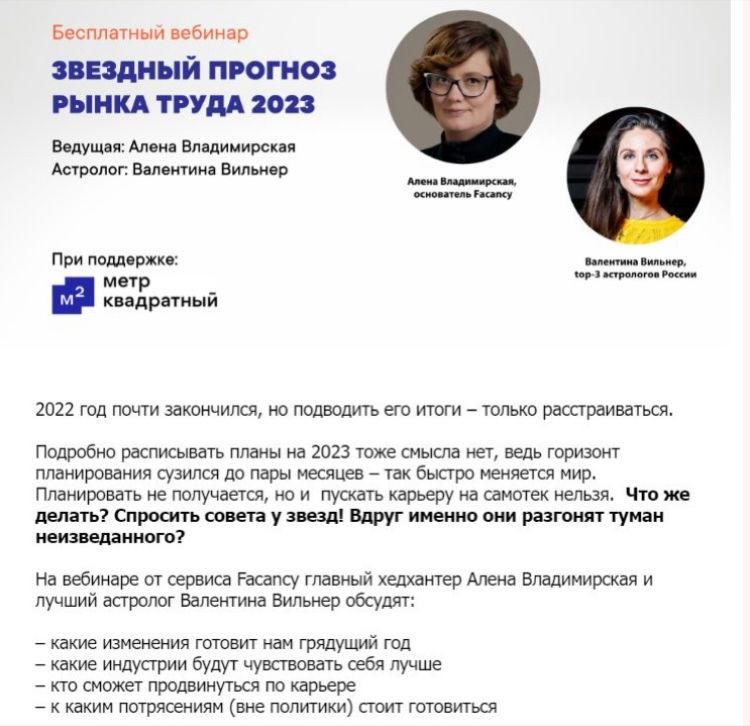 Бесплатный вебинар
ЗВЕЗДНЫЙ ПРОГНОЗ
РЫНКА ТРУДА 2023
Ведущая: Алена Владимирская
Астролог: Валентина Вильнер
Алена Владимирская,
основатель Facancy
Валентина Вильнер,
top-3 астрологов России
При поддержке:
м2
метр
квадратный
2022 год почти закончился, но подводить его итоги – только расстраиваться.
Подробно расписывать планы на 2023 тоже смысла нет, ведь горизонт
планирования сузился до пары месяцев – так быстро меняется мир.
Планировать не получается, но и пускать карьеру на самотек нельзя. Что же
делать? Спросить совета у звезд! Вдруг именно они разгонят туман
неизведанного?
На вебинаре от сервиса Facancy главный хедхантер Алена Владимирская и
лучший астролог Валентина Вильнер обсудят:
– какие изменения готовит нам грядущий год
– какие индустрии будут чувствовать себя лучше
– кто сможет продвинуться по карьере
– к каким потрясениям (вне политики) стоит готовиться